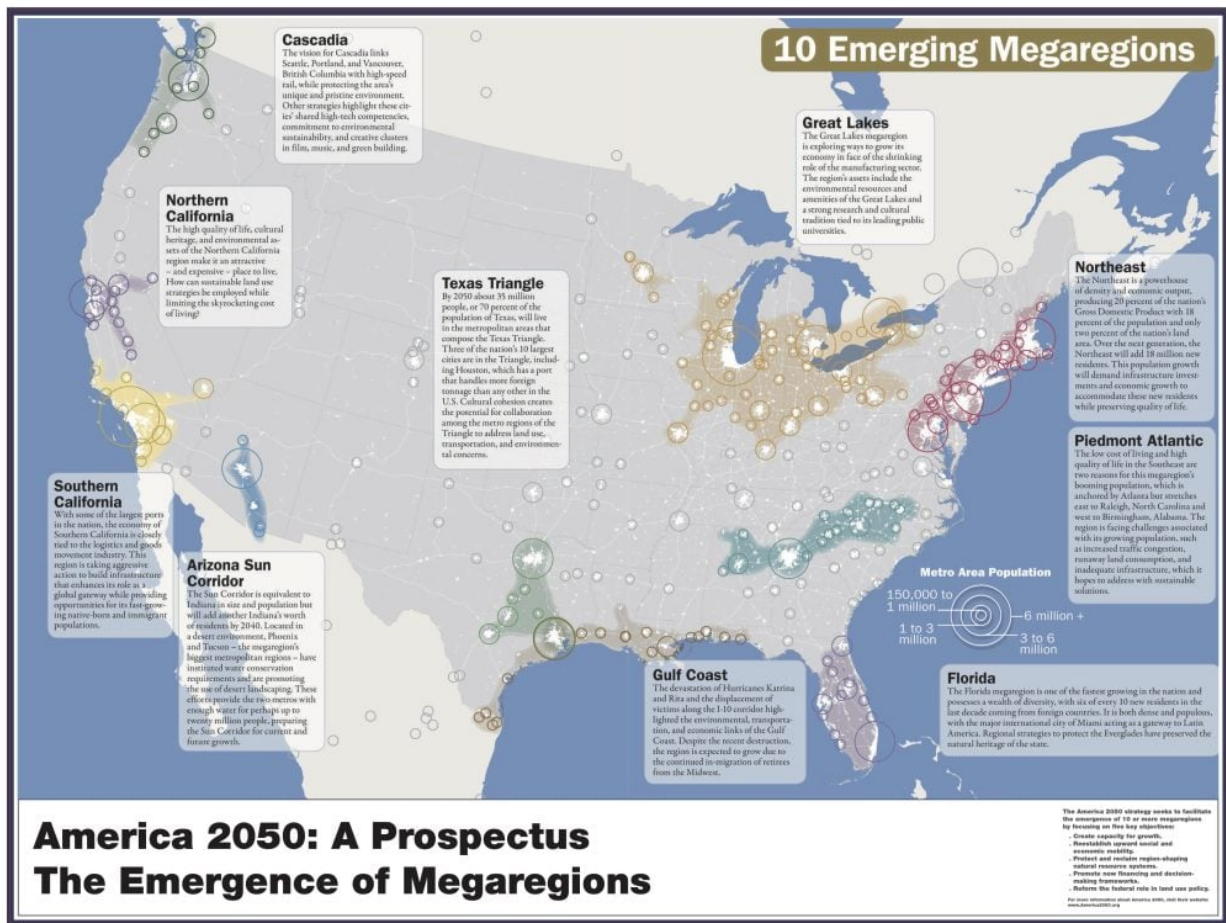 10 Emerging Megaregions
Cascadia
The vision for Cascadia links
Seattle, Portland, and Vancouver,
British Columbia with high-speed
rail, while protecting the area's
unique and pristine environment.
Other strategies highlight these cit-
ies' shared high-tech competencies,
commitment to environmental
sustainability, and creative clusters
in film, music, and green building.
Northern
California
The high quality of life, cultural
heritage, and environmental as-
sets of the Northern California
region make it an attractive
– and expensive – place to live.
How can sustainable land use
strategies be employed while
limiting the skyrocketing cost
of living?
Texas Triangle
By 2050 about 35 million
people, or 70 percent of the
population of Texas, will live
in the metropolitan areas that
compose the Texas Triangle.
Three of the nation's 10 largest
cities are in the Triangle, includ-
ing Houston, which has a port
that handles more foreign
tonnage than any other in the
U.S. Cultural cohesion creates
the potential for collaboration
among the metro regions of the
Triangle to address land use,
transportation, and environmen-
tal concerns.
Great Lakes
The Great Lakes megaregion
is exploring ways to grow its
economy in face of the shrinking
role of the manufacturing sector.
The region's assets include the
environmental resources and
amenities of the Great Lakes and
a strong research and cultural
tradition tied to its leading public
universities.
Northeast
The Northeast is a powerhouse
of density and economic output,
producing 20 percent of the nation's
Gross Domestic Product with 18
percent of the population and only
two percent of the nation's land
area. Over the next generation, the
Northeast will add 18 million new
residents. This population growth
will demand infrastructure invest-
ments and economic growth to
accommodate these new residents
while preserving quality of life.
Piedmont Atlantic
The low cost of living and high
quality of life in the Southeast are
two reasons for this megaregion's
booming population, which is
anchored by Atlanta but stretches
east to Raleigh, North Carolina and
west to Birmingham, Alabama. The
region is facing challenges associated
with its growing population, such
as increased traffic congestion,
runaway land consumption, and
inadequate infrastructure, which it
hopes to address with sustainable
solutions.
Southern
California
With some of the largest ports
in the nation, the economy of
Southern California is closely
tied to the logistics and goods
movement industry. This
region is taking aggressive
action to build infrastructure
that enhances its role as a
global gateway while providing
opportunities for its fast-grow-
ing native-born and immigrant
populations.
Arizona Sun
Corridor
The Sun Corridor is equivalent to
Indiana in size and population but
will add another Indiana's worth
of residents by 2040. Located in
a desert environment, Phoenix
and Tucson – the megaregion's
biggest metropolitan regions – have
instituted water conservation
requirements and are promoting
the use of desert landscaping. These
efforts provide the two metros with
enough water for perhaps up to
twenty million people, preparing
the Sun Corridor for current and
future growth.
Gulf Coast
The devastation of Hurricanes Katrina
and Rita and the displacement of
victims along the I-10 corridor high-
lighted the environmental, transporta-
tion, and economic links of the Gulf
Coast. Despite the recent destruction,
the region is expected to grow due to
the continued in-migration of retirees
from the Midwest.
Metro Area Population
150,000 to
1 million
1 to 3
million
6 million +
3 to 6
million
Florida
The Florida megaregion is one of the fastest growing in the nation and
possesses a wealth of diversity, with six of every 10 new residents in the
last decade coming from foreign countries. It is both dense and populous,
with the major international city of Miami acting as a gateway to Latin
America. Regional strategies to protect the Everglades have preserved the
natural heritage of the state.
America 2050: A Prospectus
The Emergence of Megaregions
The America 2050 strategy seeks to facilitate
the emergence of 10 or more megaregions
by focusing on five key objectives:
. Create capacity for growth.
. Reestablish upward social and
economic mobility.
. Protect and reclaim region-shaping
natural resource systems.
. Promote new financing and decision-
making frameworks.
. Reform the federal role in land use policy.
For more information about America 2050, visit their website:
www.America2050.org